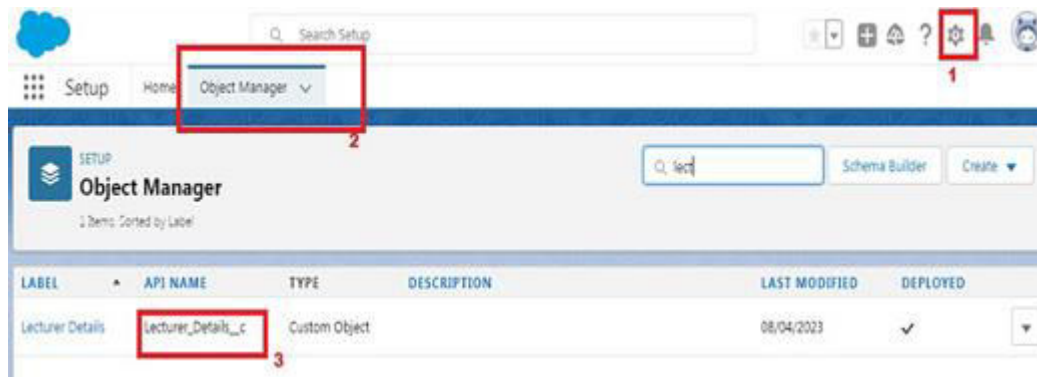 Search Setup
1
Setup Home Object Manager
2
SETUP
Object Manager
Items. Sorted by Label
lect
Schema Builder
Create
LABEL API NAME TYPE DESCRIPTION LAST MODIFIED DEPLOYED
Lecturer Details Lecturer_Details__c Custom Object 08/04/2023
3